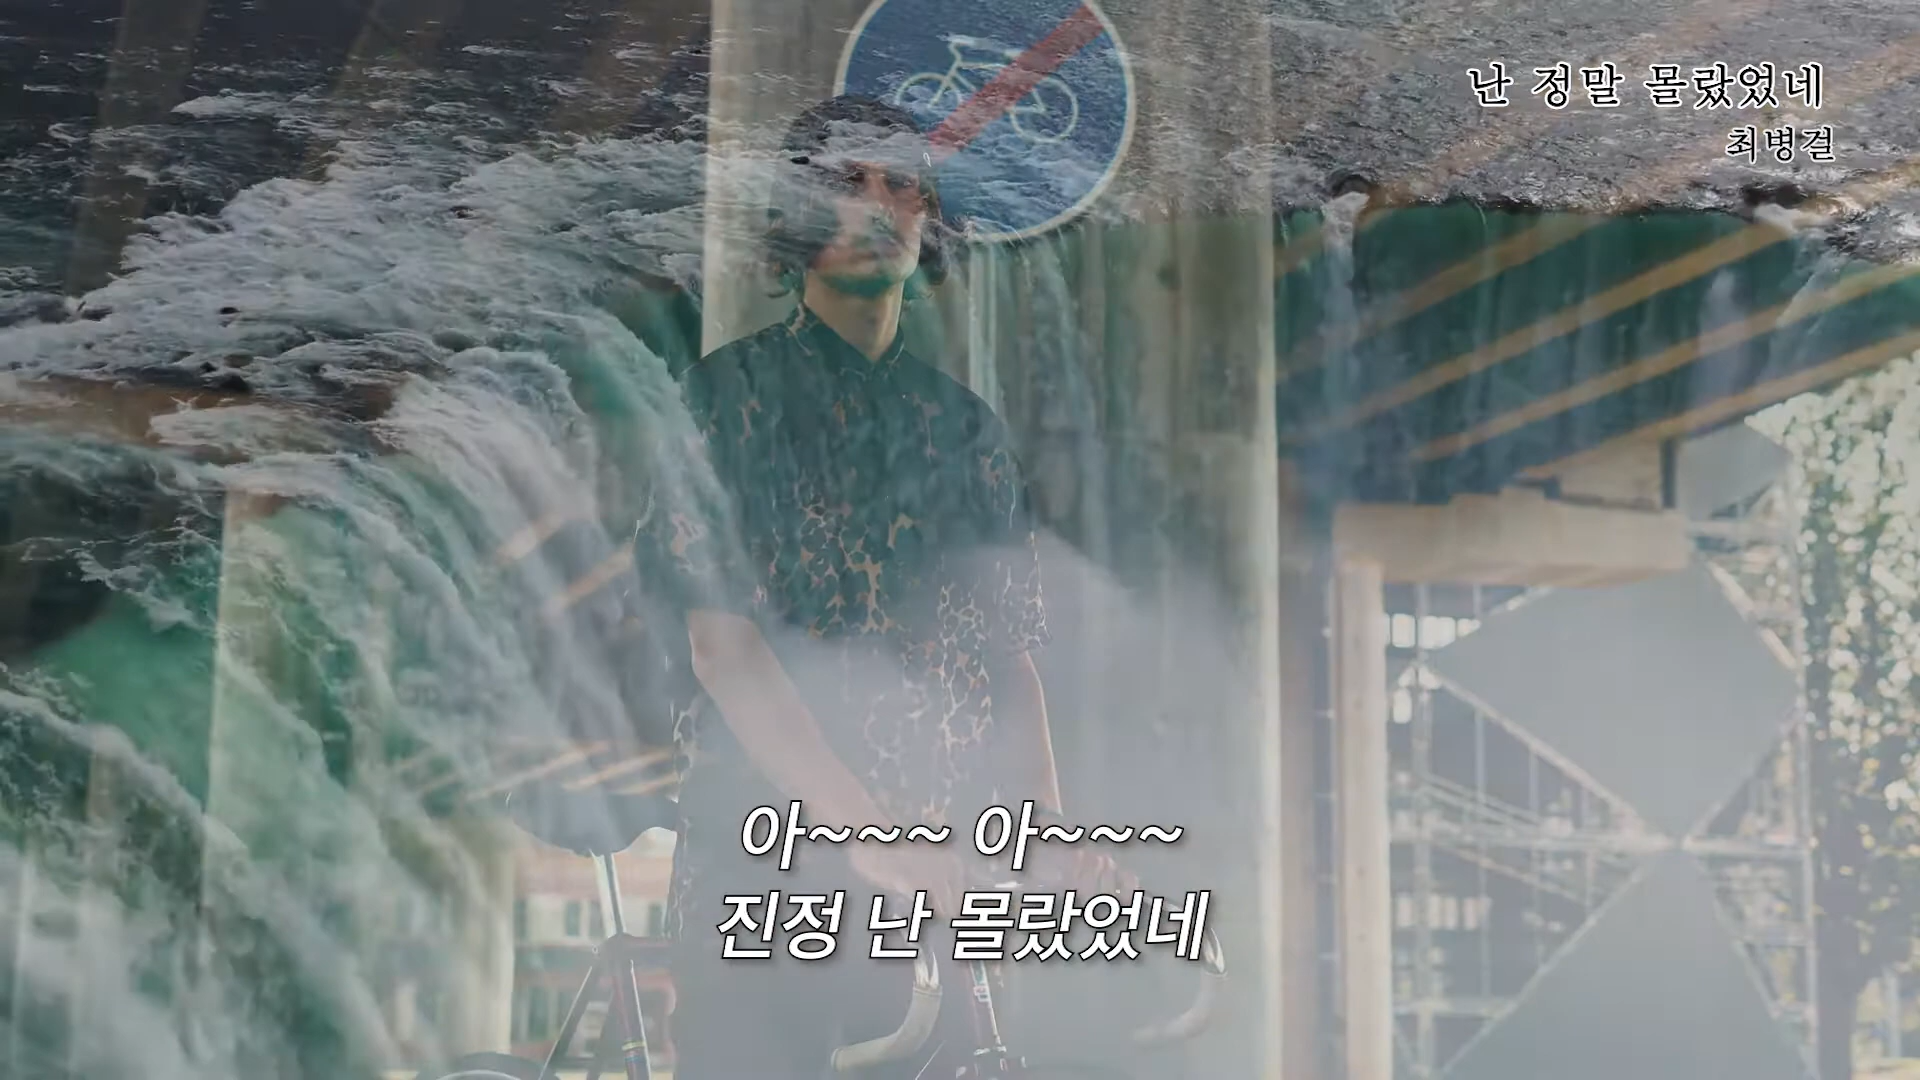 난 정말 몰랐었네
최병걸
아~~~ 아~~~
진정 난 몰랐었네